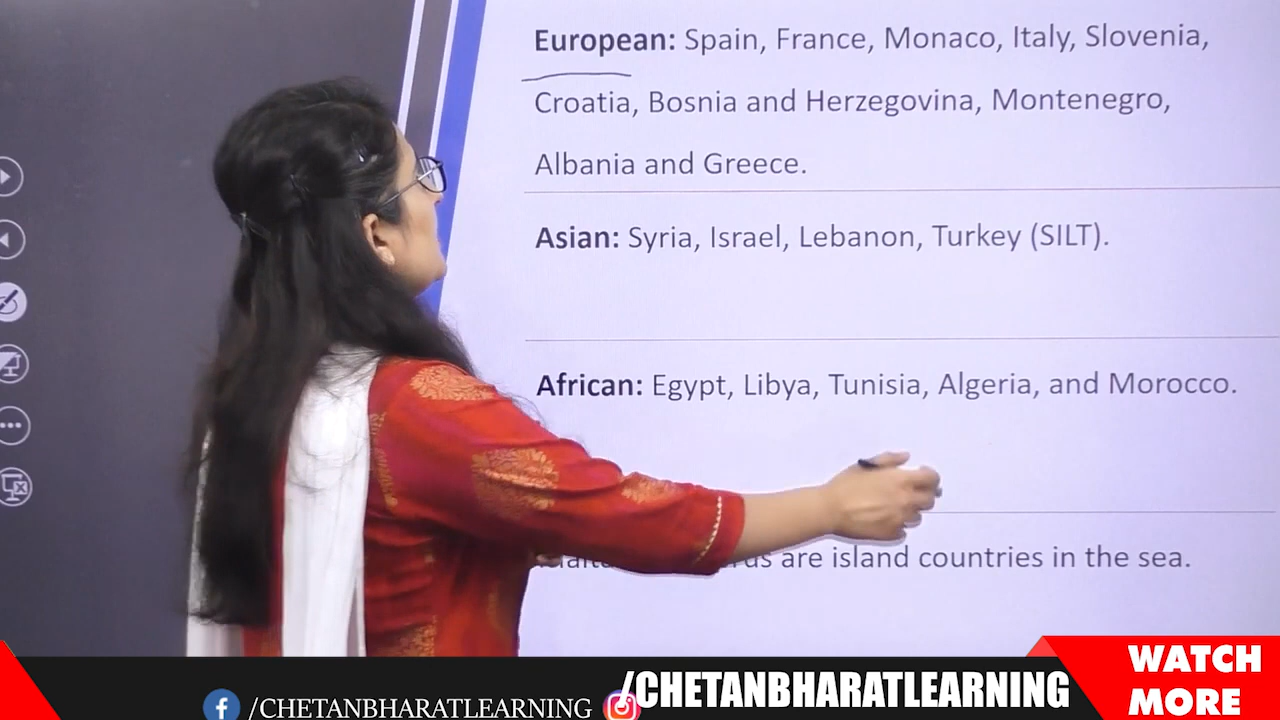 European: Spain, France, Monaco, Italy, Slovenia,
Croatia, Bosnia and Herzegovina, Montenegro,
Albania and Greece.
Asian: Syria, Israel, Lebanon, Turkey (SILT).
African: Egypt, Libya, Tunisia, Algeria, and Morocco.
are island countries in the sea.
/CHETANBHARATLEARNING
/CHETANBHARATLEARNING
WATCH
MORE